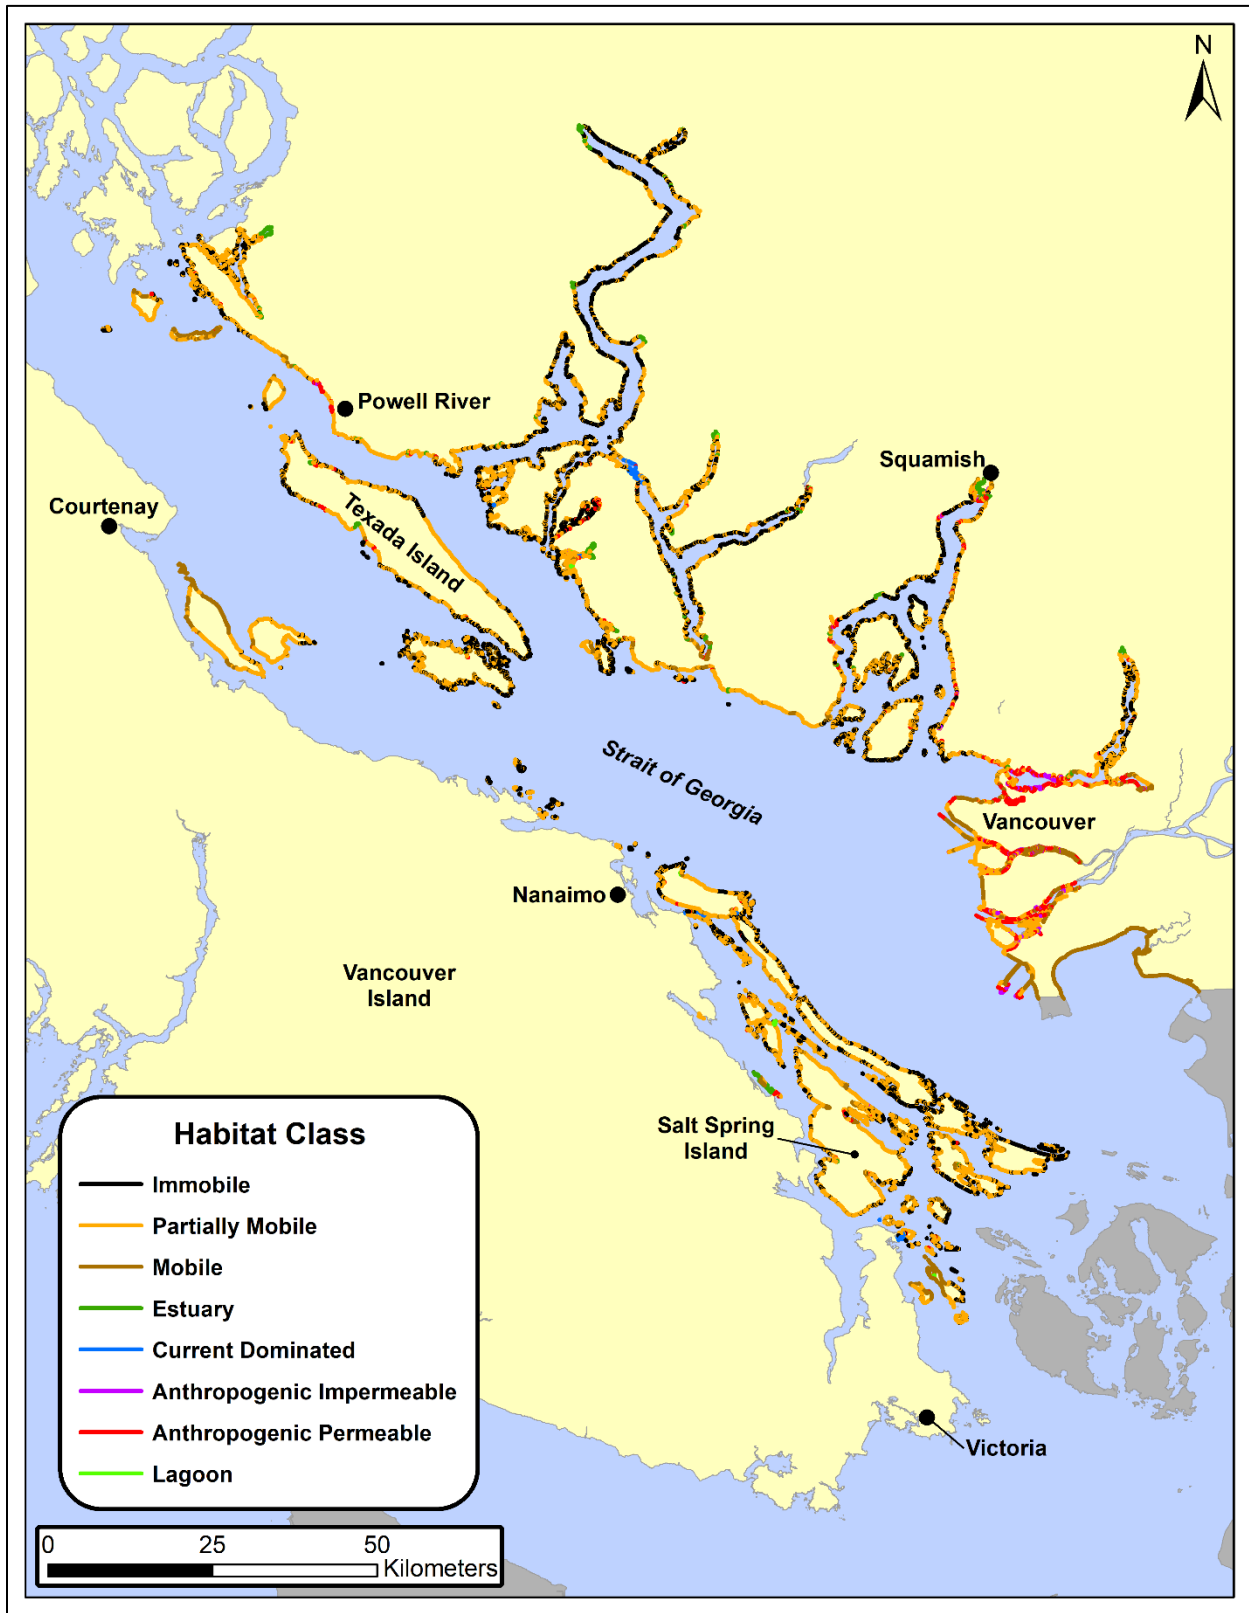 N
Powell River
Squamish
Courtenay
Texada Island
Strait of Georgia
Vancouver
Nanaimo
Vancouver
Island
Salt Spring
Island
Victoria
Habitat Class
Immobile
Partially Mobile
Mobile
Estuary
Current Dominated
Anthropogenic Impermeable
Anthropogenic Permeable
Lagoon
0 25 50
Kilometers